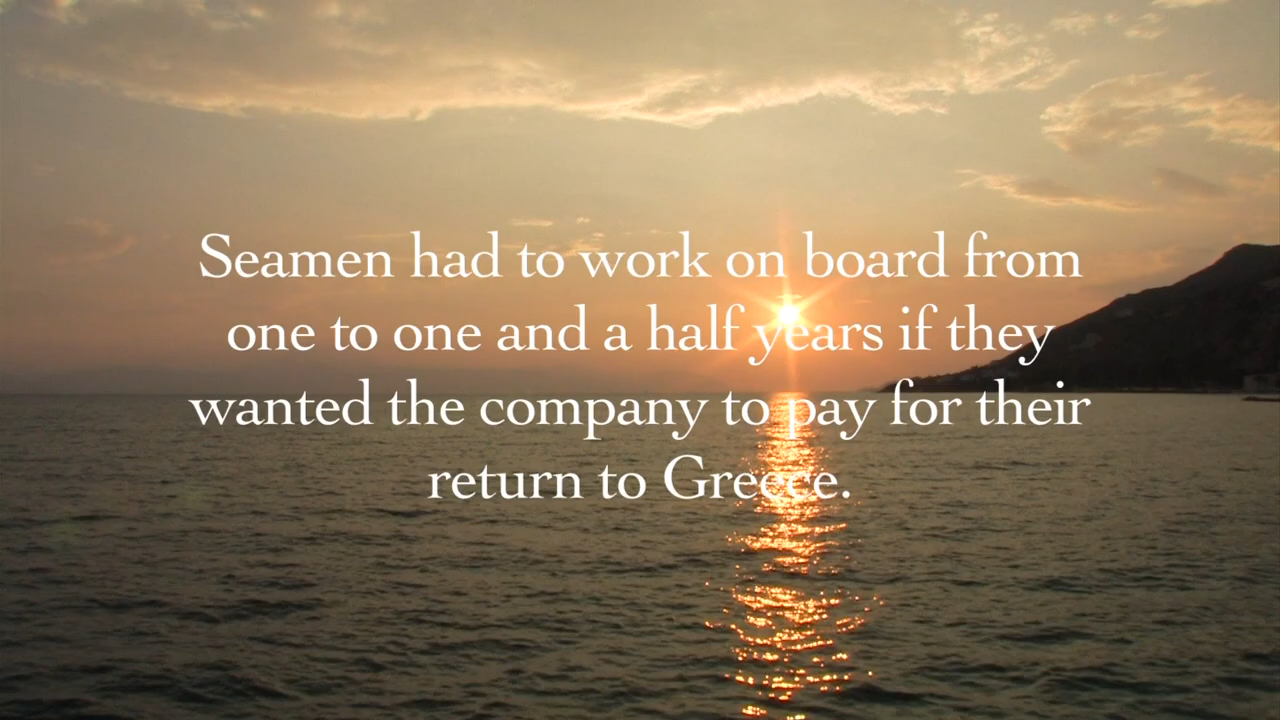 Seamen had to work on board from
one to one and a half years if they
wanted the company to pay for their
return to Greece.